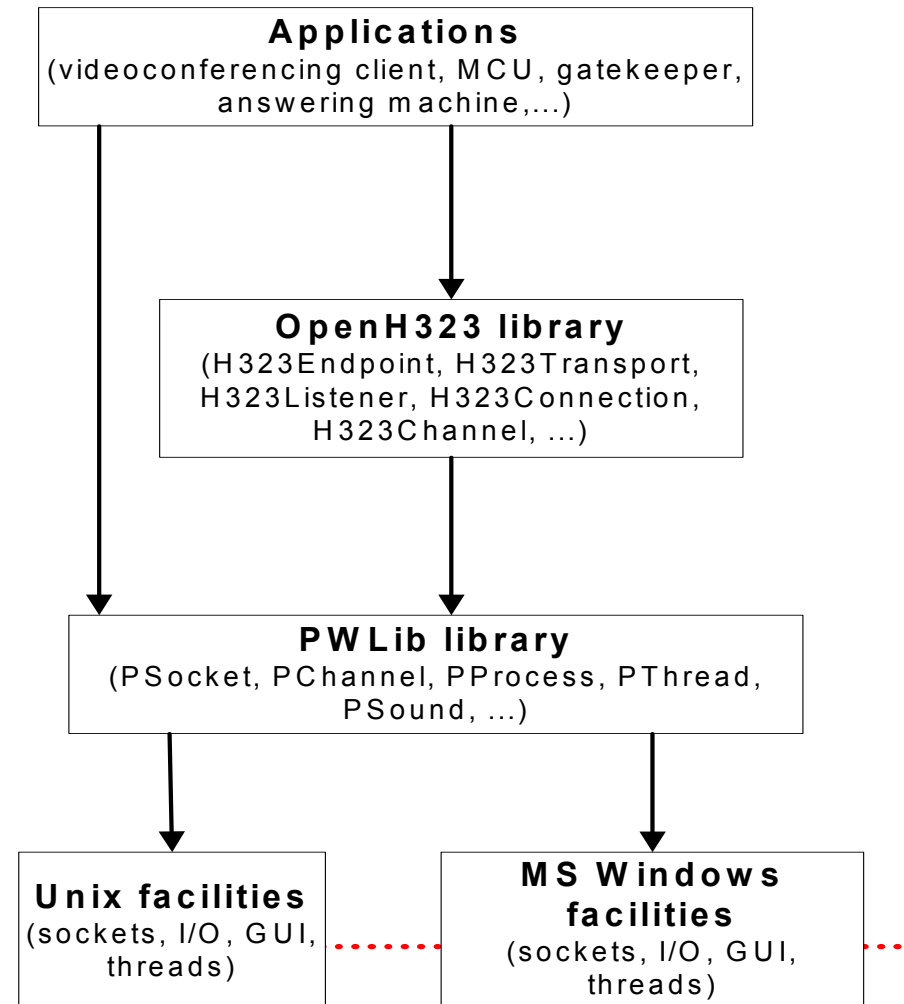 Applications
(videoconferencing client, MCU, gatekeeper,
answering machine,...)
OpenH323 library
(H323Endpoint, H323Transport,
H323Listener, H323Connection,
H323Channel, ...)
PWLib library
(PSocket, PChannel, PProcess, PThread,
PSound, ...)
Unix facilities
(sockets, I/O, GUI,
threads)
MS Windows
facilities
(sockets, I/O, GUI,
threads)